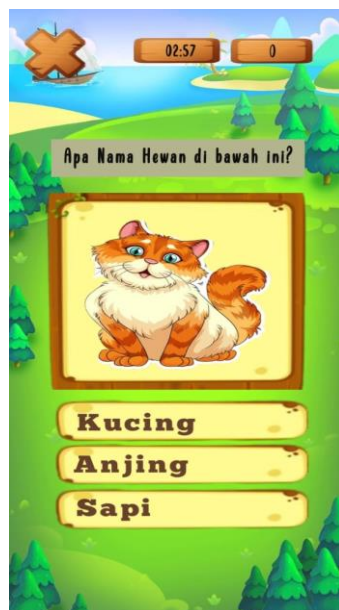 02:57
0
Apa Nama Hewan di bawah ini?
Kucing
Anjing
Sapi